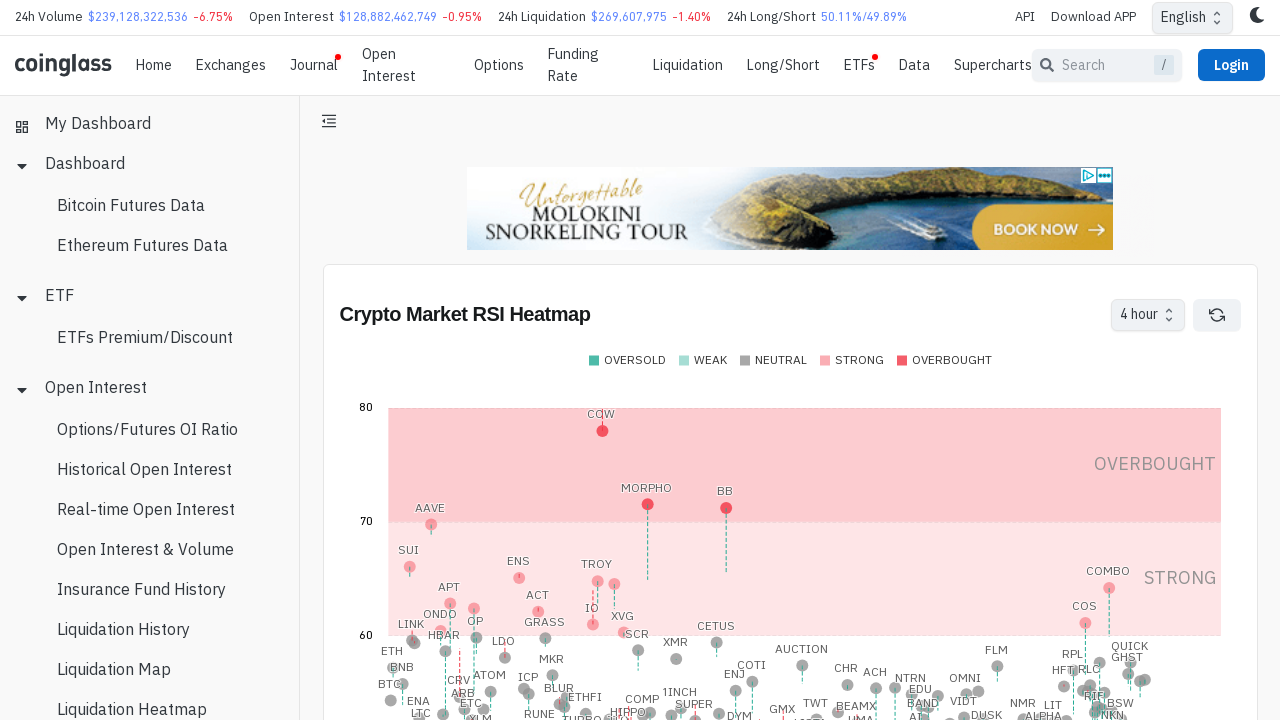 24h Volume $239,128,322,536 -6.75% Open Interest $128,882,462,749 -0.95% 24h Liquidation $269,607,975 -1.40% 24h Long/Short 50.11%/49.89% API Download APP English
coinglass Home Exchanges Journal Open Interest Options Funding Rate Liquidation Long/Short ETFs Data Supercharts Search / Login
My Dashboard
Dashboard
Bitcoin Futures Data
Ethereum Futures Data
ETF
ETFs Premium/Discount
Open Interest
Options/Futures OI Ratio
Historical Open Interest
Real-time Open Interest
Open Interest & Volume
Insurance Fund History
Liquidation History
Liquidation Map
Liquidation Heatmap
Unforgettable
MOLOKINI
SNORKELING TOUR
BOOK NOW
Crypto Market RSI Heatmap
4 hour
OVERSOLD WEAK NEUTRAL STRONG OVERBOUGHT
80
COW
OVERBOUGHT
MORPHO BB
AAVE
70
SUI ENS TROY COMBO
STRONG
APT ACT IO COS
ONDO OP GRASS XVG
LINK CETUS
60
HBAR LDO SCR XMR
ETH MKR AUCTION FLM RPL QUICK
GHST
BNB ATOM ICP COTI CHR ACH HFT RLC
BTC CRV BLUR ENJ NTRN OMNI
ENA ARB ETHFI COMP 1INCH TWT EDU VIDT NMR RIF BSW
LTC ETC RUNE SUPER GMX BEAMX BAND DUSK LIT
XLM TURBO DYM ALPHA NKN